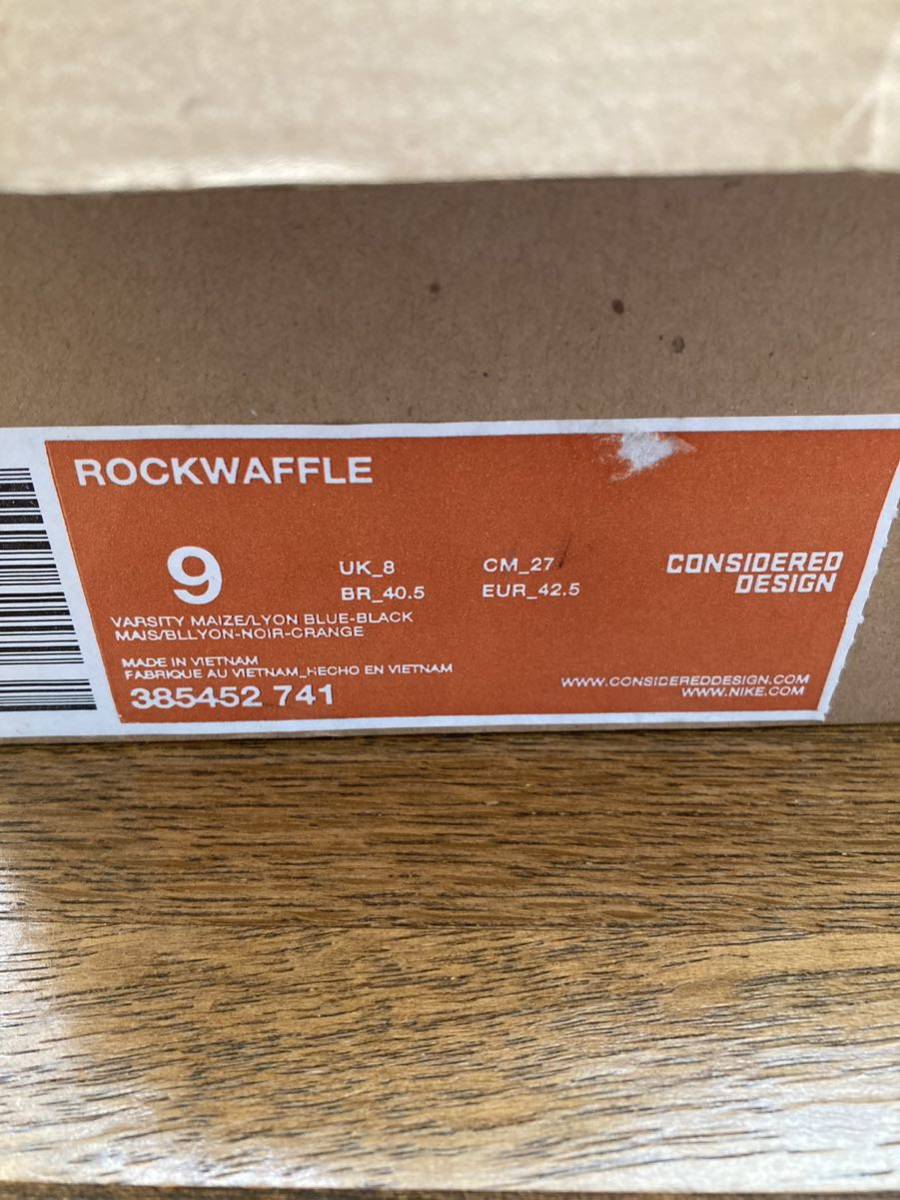 ROCKWAFFLE
9
UK_8
CM_27
BR_40.5
EUR_42.5
CONSIDERED
DESIGN
VARSITY MAIZE/LYON BLUE-BLACK
MAIS/BLLYON-NOIR-CRANGE
MADE IN VIETNAM
FABRIQUE AU VIETNAM_HECHO EN VIETNAM
385452 741
WWW.CONSIDEREDDESIGN.COM
WWW.NIKE.COM